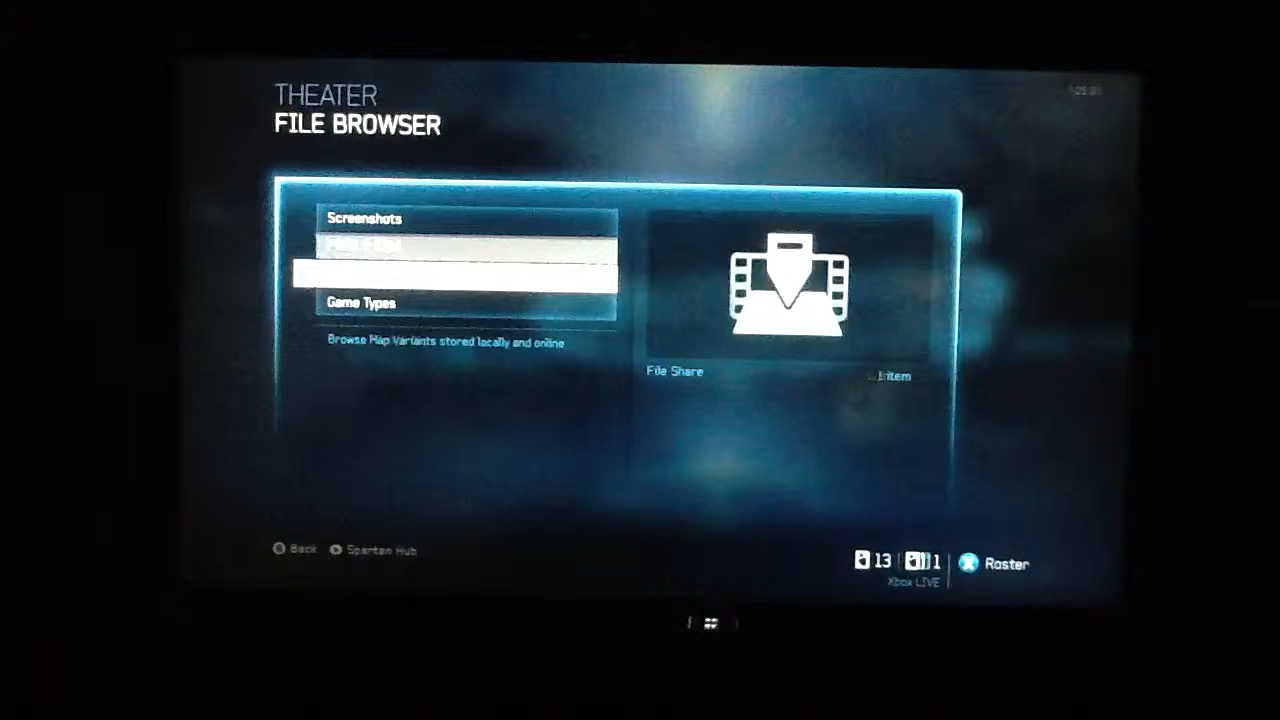 THEATER
FILE BROWSER
Screenshots
Game Types
Browse Map Variants stored locally and online
File Share
item
Back
Spartan Hub
13
1
Roster
Xbox LIVE